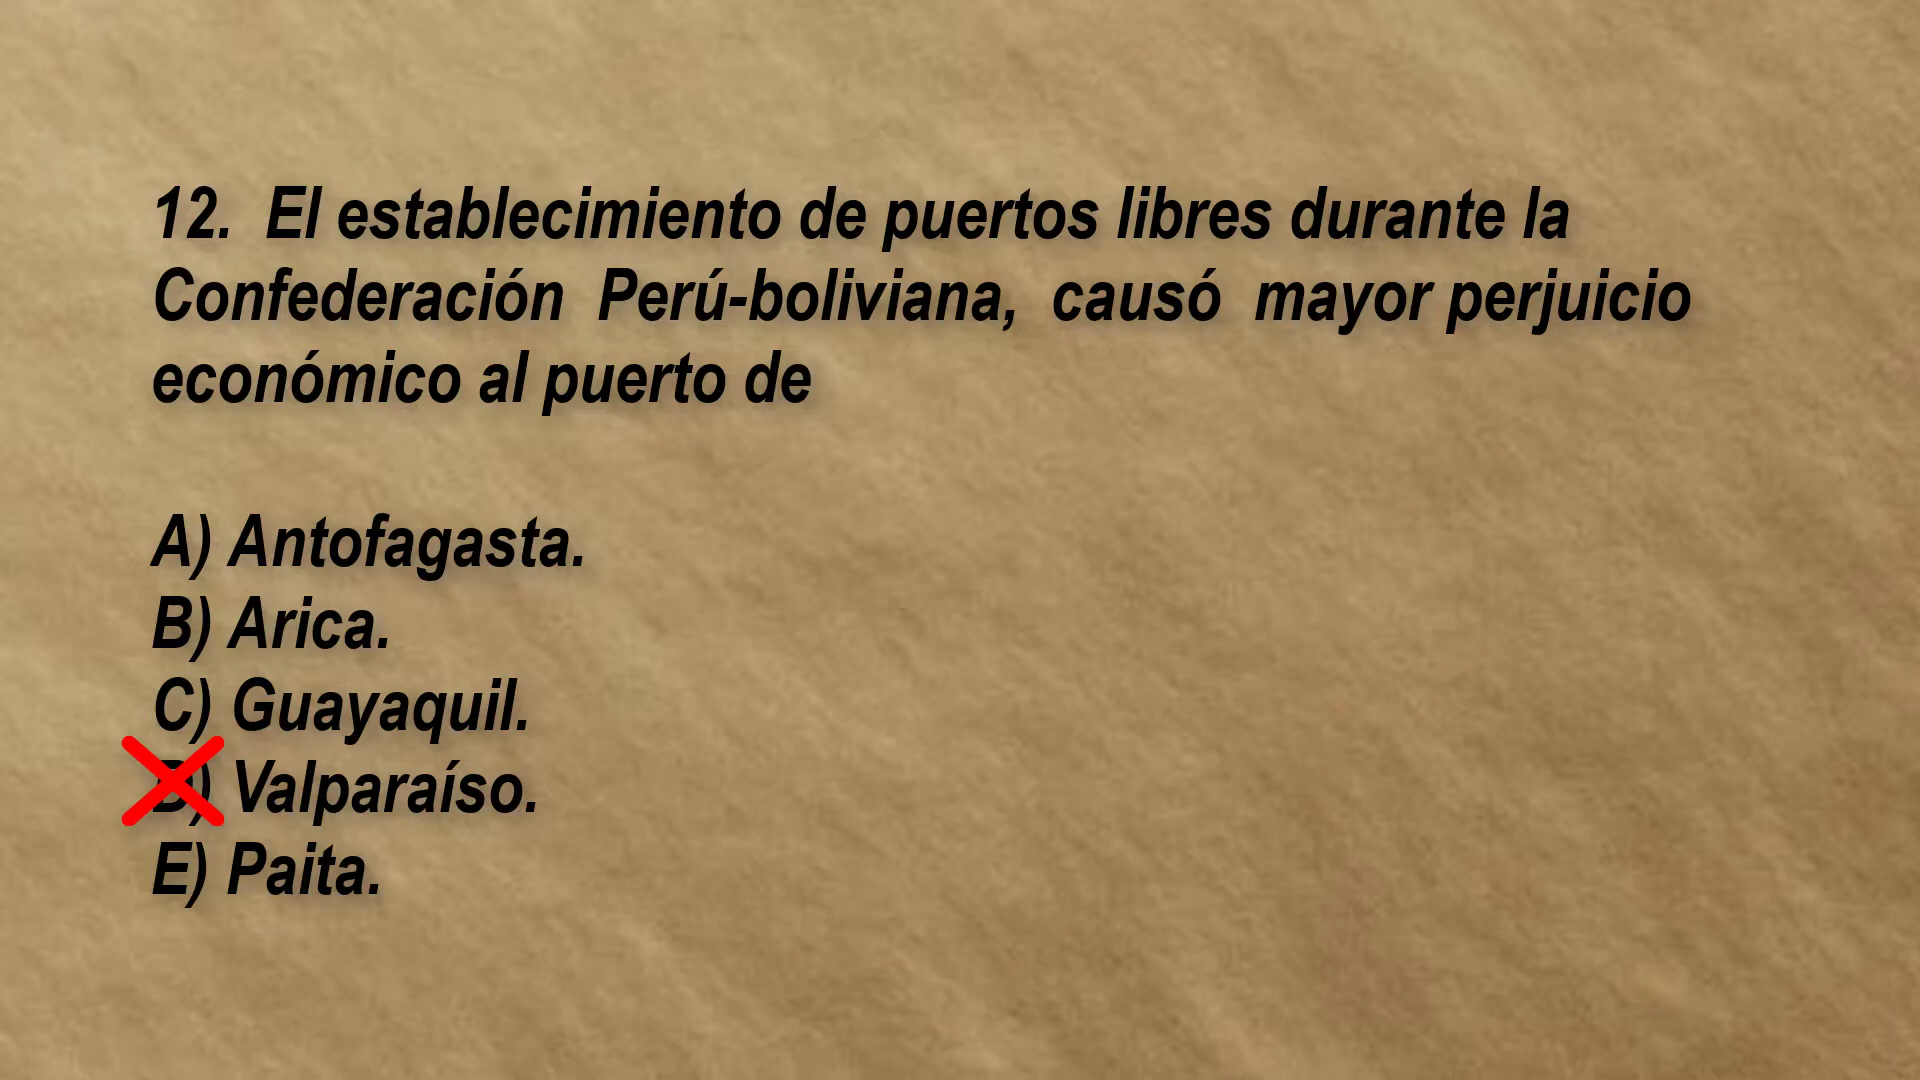 12. El establecimiento de puertos libres durante la
Confederación Perú-boliviana, causó mayor perjuicio
económico al puerto de
A) Antofagasta.
B) Arica.
C) Guayaquil.
D) Valparaíso.
E) Paita.